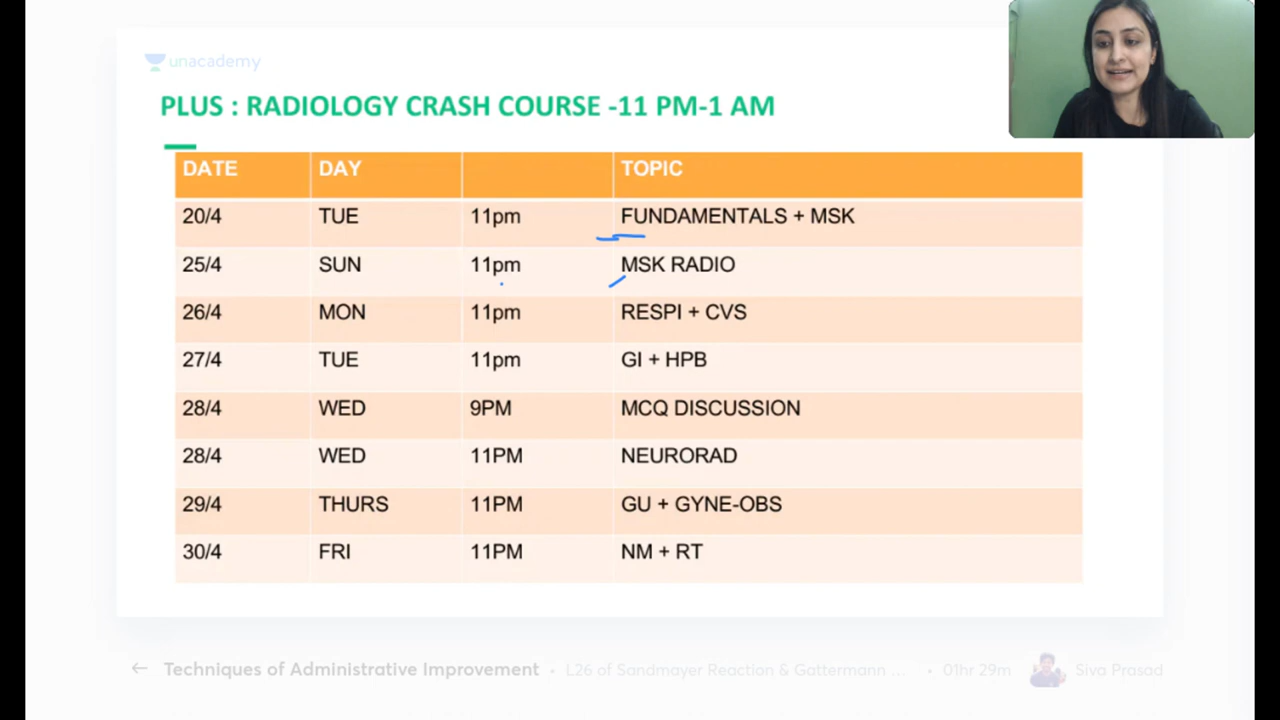 unacademy
PLUS : RADIOLOGY CRASH COURSE -11 PM-1 AM
DATE DAY TOPIC
20/4 TUE 11pm FUNDAMENTALS + MSK
25/4 SUN 11pm MSK RADIO
26/4 MON 11pm RESPI + CVS
27/4 TUE 11pm GI + HPB
28/4 WED 9PM MCQ DISCUSSION
28/4 WED 11PM NEURORAD
29/4 THURS 11PM GU + GYNE-OBS
30/4 FRI 11PM NM + RT
← Techniques of Administrative Improvement • L26 of Sandmayer Reaction & Gattermann ... • 01hr 29m Siva Prasad